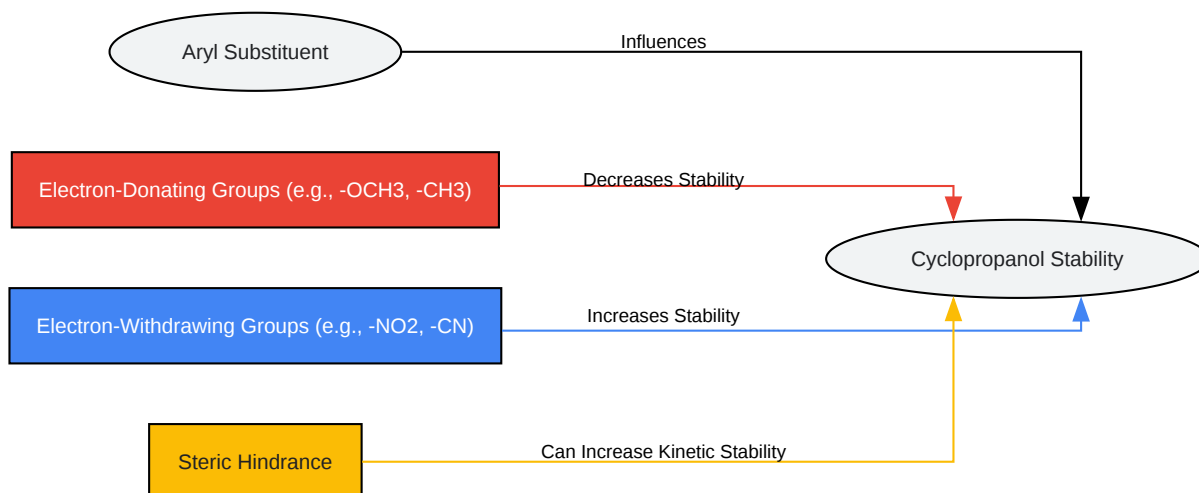 Aryl Substituent
Influences
Electron-Donating Groups (e.g., -OCH3, -CH3)
Decreases Stability
Cyclopropanol Stability
Electron-Withdrawing Groups (e.g., -NO2, -CN)
Increases Stability
Steric Hindrance
Can Increase Kinetic Stability